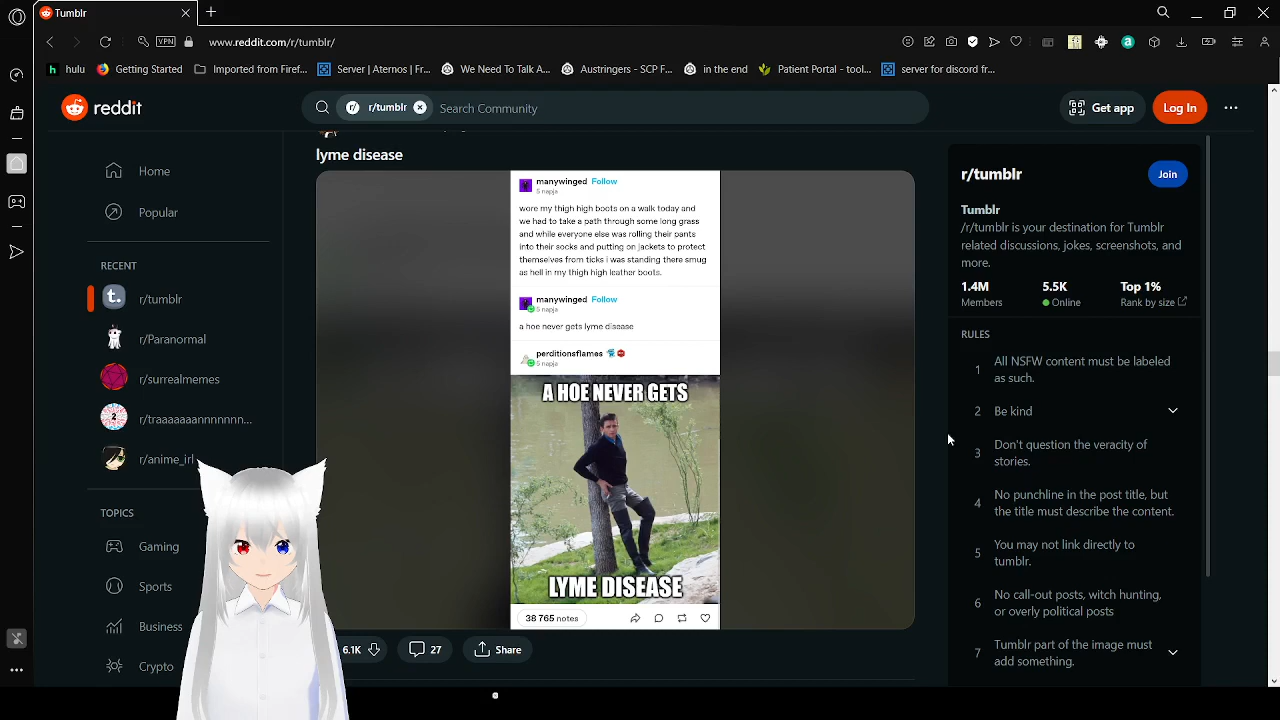 Tumblr
VPN
www.reddit.com/r/tumblr/
hulu
Getting Started
Imported from Firef...
Server | Aternos | Fr...
We Need To Talk A...
Austringers - SCP F...
in the end
Patient Portal - tool...
server for discord fr...
reddit
r/tumblr
Search Community
Get app
Log In
Home
Popular
RECENT
r/tumblr
r/Paranormal
r/surrealmemes
r/traaaaaaannnnnnn...
r/anime_irl
TOPICS
Gaming
Sports
Business
Crypto
lyme disease
manywinged Follow
5 napja
wore my thigh high boots on a walk today and
we had to take a path through some long grass
and while everyone else was rolling their pants
into their socks and putting on jackets to protect
themselves from ticks i was standing there smug
as hell in my thigh high leather boots.
manywinged Follow
5 napja
a hoe never gets lyme disease
perditionsflames
5 napja
A HOE NEVER GETS
LYME DISEASE
38 765 notes
6.1K
27
Share
r/tumblr
Join
Tumblr
/r/tumblr is your destination for Tumblr
related discussions, jokes, screenshots, and
more.
1.4M
Members
5.5K
Online
Top 1%
Rank by size
RULES
1
All NSFW content must be labeled
as such.
2
Be kind
3
Don't question the veracity of
stories.
4
No punchline in the post title, but
the title must describe the content.
5
You may not link directly to
tumblr.
6
No call-out posts, witch hunting,
or overly political posts
7
Tumblr part of the image must
add something.